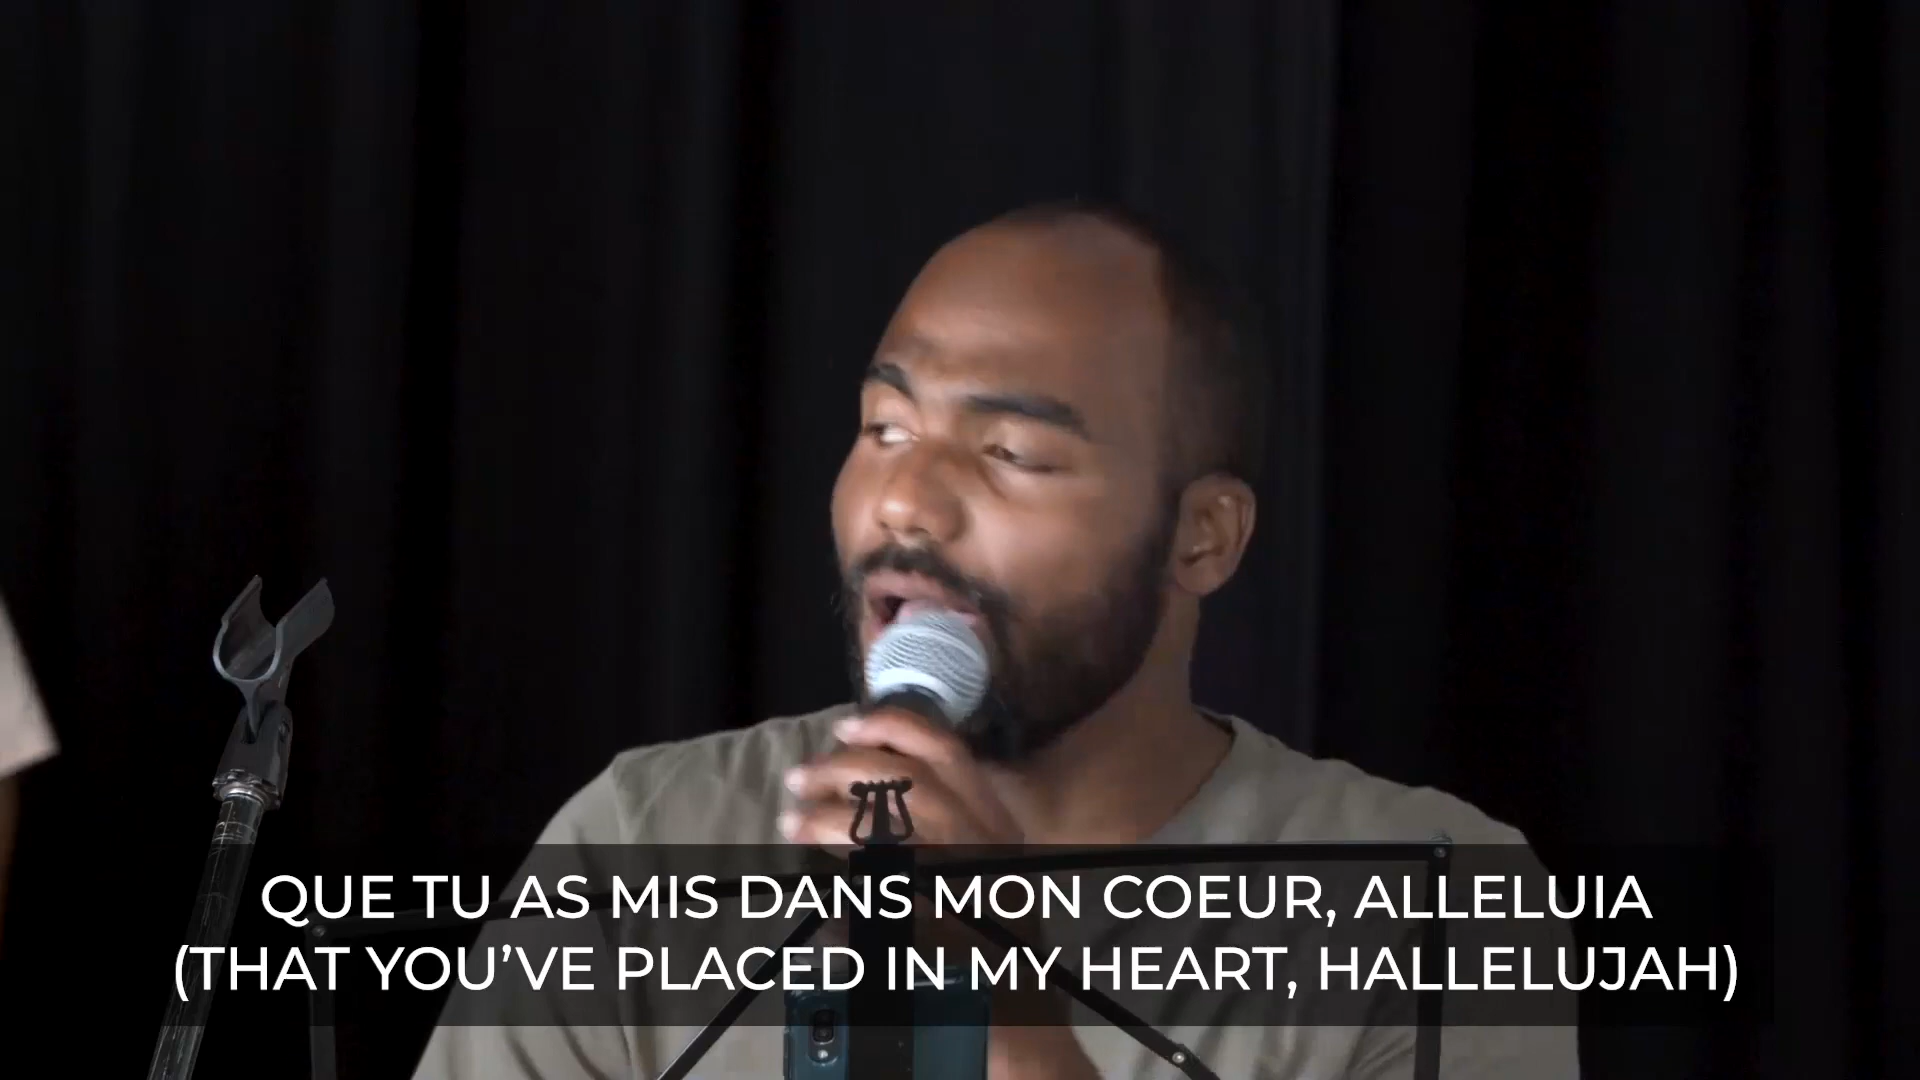 QUE TU AS MIS DANS MON COEUR, ALLELUIA
(THAT YOU’VE PLACED IN MY HEART, HALLELUJAH)